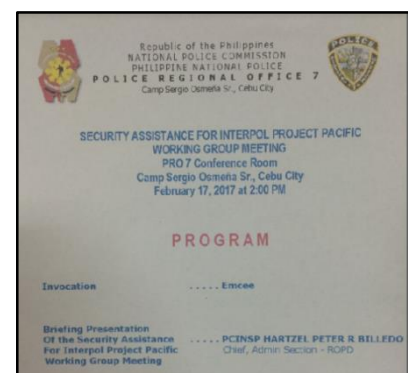 Republic of the Philippines
NATIONAL POLICE COMMISSION
PHILIPPINE NATIONAL POLICE
POLICE REGIONAL OFFICE 7
Camp Sergio Osmeña Sr., Cebu City
POLICE
SECURITY ASSISTANCE FOR INTERPOL PROJECT PACIFIC
WORKING GROUP MEETING
PRO 7 Conference Room
Camp Sergio Osmeña Sr., Cebu City
February 17, 2017 at 2:00 PM
PROGRAM
Invocation ..... Emcee
Briefing Presentation
Of the Security Assistance ..... PCINSP HARTZEL PETER R BILLEDO
For Interpol Project Pacific Chief, Admin Section - ROPD
Working Group Meeting